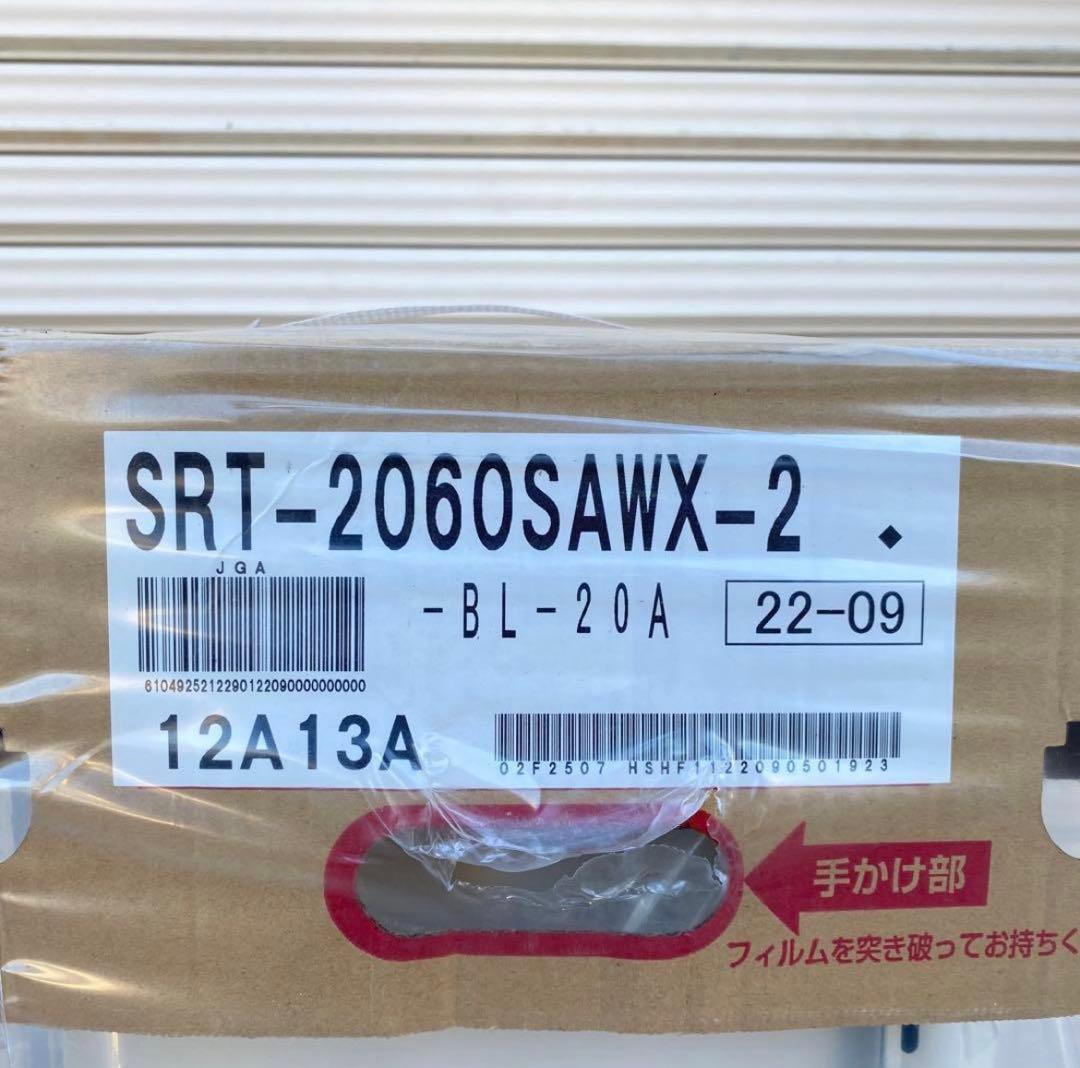 SRT-2060SAWX-2 ◆
JGA
-BL-20A
22-09
6104925212290122090000000000
12A13A
02F2507 HSHF1122090501923
手かけ部
フィルムを突き破ってお持ちく